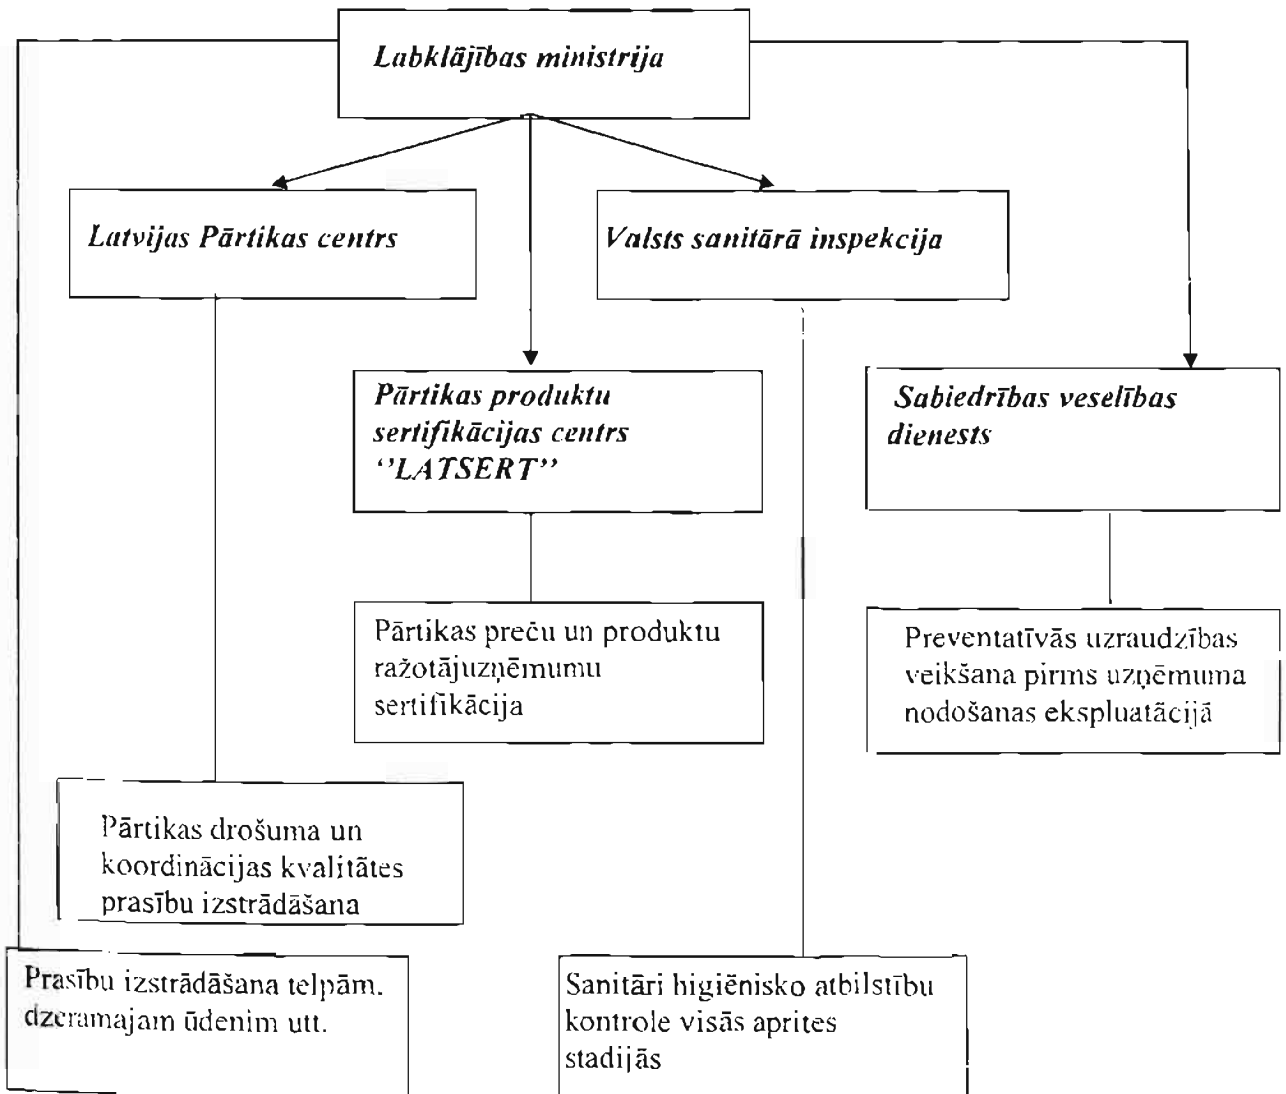 Labklājības ministrija
Latvijas Pārtikas centrs
Valsts sanitārā inspekcija
Pārtikas produktu
sertifikācijas centrs
‘’LATSERT’’
Sabiedrības veselības
dienests
Pārtikas preču un produktu
ražotājuzņēmumu
sertifikācija
Preventatīvās uzraudzības
veikšana pirms uzņēmuma
nodošanas ekspluatācijā
Pārtikas drošuma un
koordinācijas kvalitātes
prasību izstrādāšana
Prasību izstrādāšana telpām.
dzeramajam ūdenim utt.
Sanitāri higiēnisko atbilstību
kontrole visās aprites
stadijās